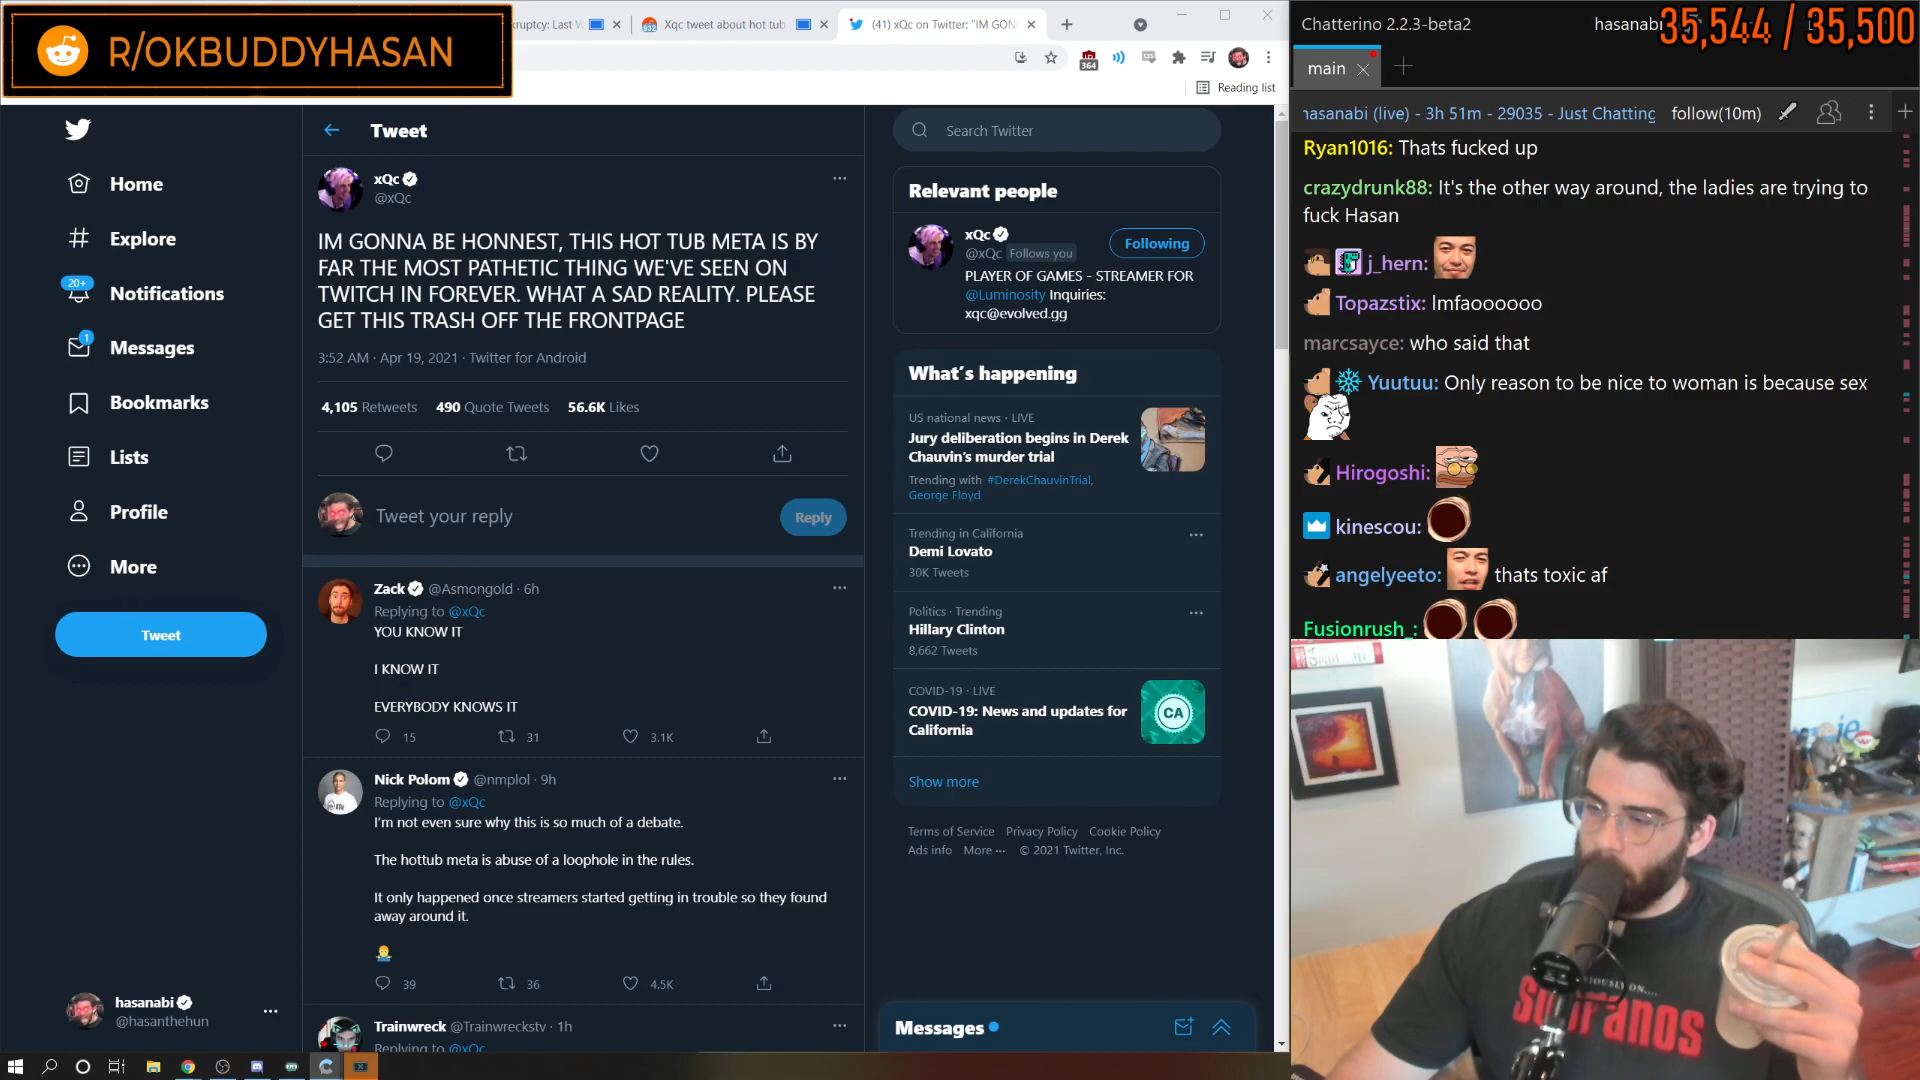 R/OKBUDDYHASAN
kruptcy: Last W
Xqc tweet about hot tub
(41) xQc on Twitter: "IM GON
364
Reading list
Home
Explore
20+
Notifications
1
Messages
Bookmarks
Lists
Profile
More
Tweet
hasanabi
@hasanthehun
Tweet
xQc
@xQc
IM GONNA BE HONNEST, THIS HOT TUB META IS BY
FAR THE MOST PATHETIC THING WE'VE SEEN ON
TWITCH IN FOREVER. WHAT A SAD REALITY. PLEASE
GET THIS TRASH OFF THE FRONTPAGE
3:52 AM · Apr 19, 2021 · Twitter for Android
4,105 Retweets 490 Quote Tweets 56.6K Likes
Tweet your reply
Reply
Zack @Asmongold · 6h
Replying to @xQc
YOU KNOW IT
I KNOW IT
EVERYBODY KNOWS IT
15 31 3.1K
Nick Polom @nmplol · 9h
Replying to @xQc
I'm not even sure why this is so much of a debate.
The hottub meta is abuse of a loophole in the rules.
It only happened once streamers started getting in trouble so they found
away around it.
39 36 4.5K
Trainwreck @Trainwreckstv · 1h
Replying to @xQc
Search Twitter
Relevant people
xQc
@xQc Follows you
Following
PLAYER OF GAMES - STREAMER FOR
@Luminosity Inquiries:
xqc@evolved.gg
What's happening
US national news · LIVE
Jury deliberation begins in Derek
Chauvin's murder trial
Trending with #DerekChauvinTrial,
George Floyd
Trending in California
Demi Lovato
30K Tweets
Politics · Trending
Hillary Clinton
8,662 Tweets
COVID-19 · LIVE
COVID-19: News and updates for
California
CA
Show more
Terms of Service Privacy Policy Cookie Policy
Ads info More ··· © 2021 Twitter, Inc.
Messages
Chatterino 2.2.3-beta2
hasanabi
35,544 / 35,500
main
hasanabi (live) - 3h 51m - 29035 - Just Chatting
follow(10m)
Ryan1016: Thats fucked up
crazydrunk88: It's the other way around, the ladies are trying to
fuck Hasan
j_hern:
Topazstix: lmfaoooooo
marcsayce: who said that
Yuutuu: Only reason to be nice to woman is because sex
Hirogoshi:
kinescou:
angelyeeto: thats toxic af
Fusionrush_:
SOPRANOS